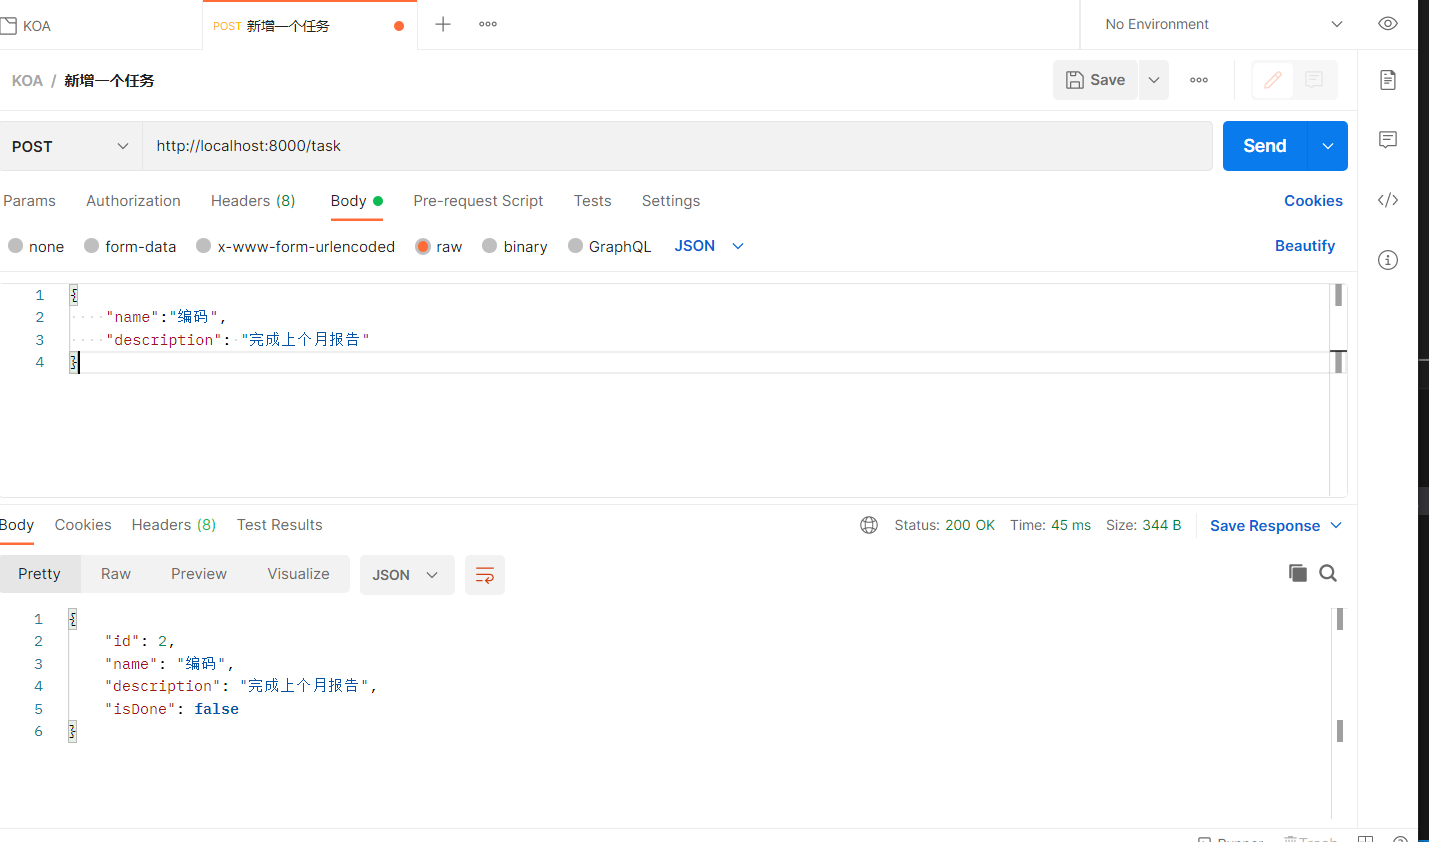 KOA
POST 新增一个任务
No Environment
KOA / 新增一个任务
Save
POST
http://localhost:8000/task
Send
Params Authorization Headers (8) Body Pre-request Script Tests Settings Cookies
none form-data x-www-form-urlencoded raw binary GraphQL JSON Beautify
1 {
2 "name":"编码",
3 "description": "完成上个月报告"
4 }
Body Cookies Headers (8) Test Results Status: 200 OK Time: 45 ms Size: 344 B Save Response
Pretty Raw Preview Visualize JSON
1 {
2 "id": 2,
3 "name": "编码",
4 "description": "完成上个月报告",
5 "isDone": false
6 }
Runner Trash